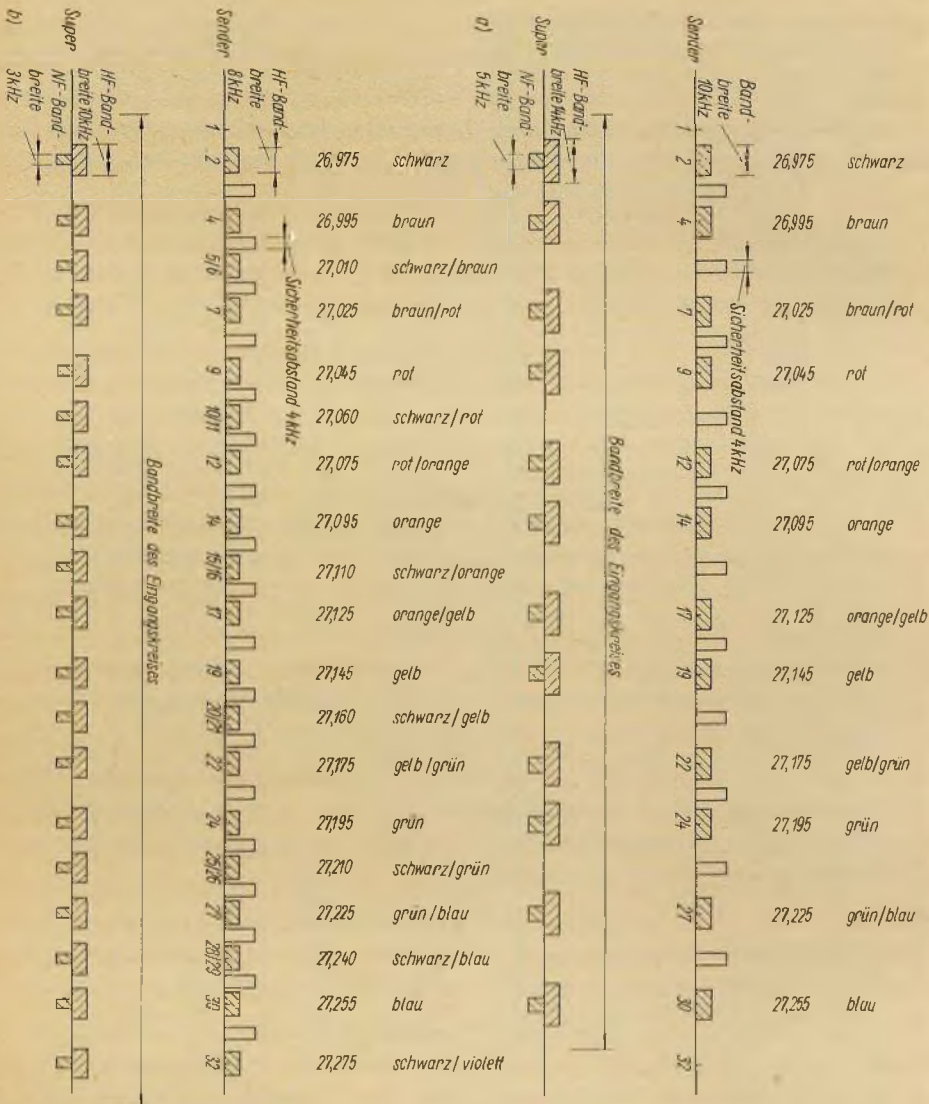 a)
Sender
Band-
breite
10kHz
Sicherheitsabstand 4kHz
1
2
4
7
9
12
14
17
19
22
24
27
30
32
26,975 schwarz
26,995 braun
27,025 braun/rot
27,045 rot
27,075 rot/orange
27,095 orange
27,125 orange/gelb
27,145 gelb
27,175 gelb/grün
27,195 grün
27,225 grün/blau
27,255 blau
Super
HF-Band-
breite 14kHz
NF-Band-
breite
5kHz
Bandbreite des Eingangskreises
b)
Sender
HF-Band-
breite
8kHz
Sicherheitsabstand 4kHz
1
2
4
5/6
7
9
10/11
12
14
15/16
17
19
20/21
22
24
25/26
27
28/29
30
32
26,975 schwarz
26,995 braun
27,010 schwarz/braun
27,025 braun/rot
27,045 rot
27,060 schwarz/rot
27,075 rot/orange
27,095 orange
27,110 schwarz/orange
27,125 orange/gelb
27,145 gelb
27,160 schwarz/gelb
27,175 gelb/grün
27,195 grün
27,210 schwarz/grün
27,225 grün/blau
27,240 schwarz/blau
27,255 blau
27,275 schwarz/violett
Super
HF-Band-
breite 10kHz
NF-Band-
breite
3kHz
Bandbreite des Eingangskreises